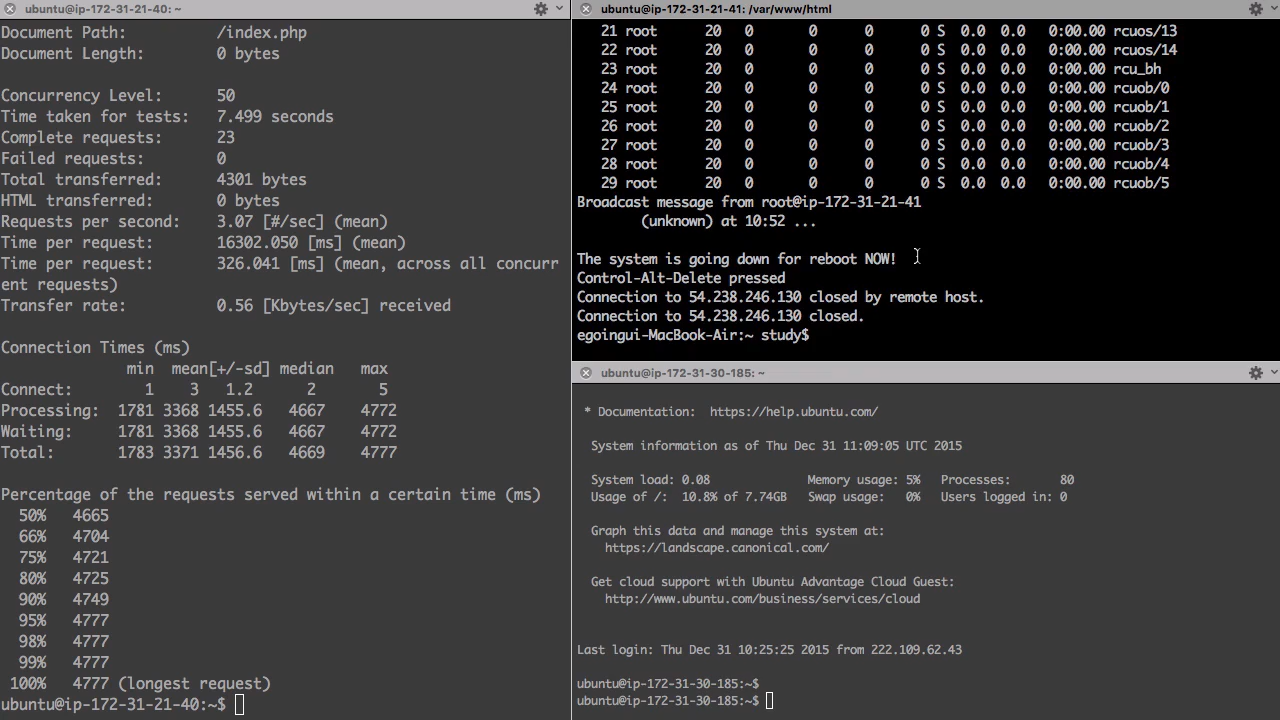 ubuntu@ip-172-31-21-40: ~
Document Path:          /index.php
Document Length:        0 bytes
Concurrency Level:      50
Time taken for tests:   7.499 seconds
Complete requests:      23
Failed requests:        0
Total transferred:      4301 bytes
HTML transferred:       0 bytes
Requests per second:    3.07 [#/sec] (mean)
Time per request:       16302.050 [ms] (mean)
Time per request:       326.041 [ms] (mean, across all concurr
ent requests)
Transfer rate:          0.56 [Kbytes/sec] received
Connection Times (ms)
              min  mean[+/-sd] median   max
Connect:        1    3   1.2      2       5
Processing:  1781 3368 1455.6   4667    4772
Waiting:     1781 3368 1455.6   4667    4772
Total:       1783 3371 1456.6   4669    4777
Percentage of the requests served within a certain time (ms)
  50%   4665
  66%   4704
  75%   4721
  80%   4725
  90%   4749
  95%   4777
  98%   4777
  99%   4777
 100%   4777 (longest request)
ubuntu@ip-172-31-21-40:~$
ubuntu@ip-172-31-21-41: /var/www/html
   21 root      20   0       0      0      0 S  0.0  0.0   0:00.00 rcuos/13
   22 root      20   0       0      0      0 S  0.0  0.0   0:00.00 rcuos/14
   23 root      20   0       0      0      0 S  0.0  0.0   0:00.00 rcu_bh
   24 root      20   0       0      0      0 S  0.0  0.0   0:00.00 rcuob/0
   25 root      20   0       0      0      0 S  0.0  0.0   0:00.00 rcuob/1
   26 root      20   0       0      0      0 S  0.0  0.0   0:00.00 rcuob/2
   27 root      20   0       0      0      0 S  0.0  0.0   0:00.00 rcuob/3
   28 root      20   0       0      0      0 S  0.0  0.0   0:00.00 rcuob/4
   29 root      20   0       0      0      0 S  0.0  0.0   0:00.00 rcuob/5
Broadcast message from root@ip-172-31-21-41
        (unknown) at 10:52 ...
The system is going down for reboot NOW!
Control-Alt-Delete pressed
Connection to 54.238.246.130 closed by remote host.
Connection to 54.238.246.130 closed.
egoingui-MacBook-Air:~ study$
ubuntu@ip-172-31-30-185: ~
 * Documentation:  https://help.ubuntu.com/
  System information as of Thu Dec 31 11:09:05 UTC 2015
  System load: 0.08              Memory usage: 5%   Processes:       80
  Usage of /:  10.8% of 7.74GB   Swap usage:   0%   Users logged in: 0
  Graph this data and manage this system at:
    https://landscape.canonical.com/
  Get cloud support with Ubuntu Advantage Cloud Guest:
    http://www.ubuntu.com/business/services/cloud
Last login: Thu Dec 31 10:25:25 2015 from 222.109.62.43
ubuntu@ip-172-31-30-185:~$
ubuntu@ip-172-31-30-185:~$